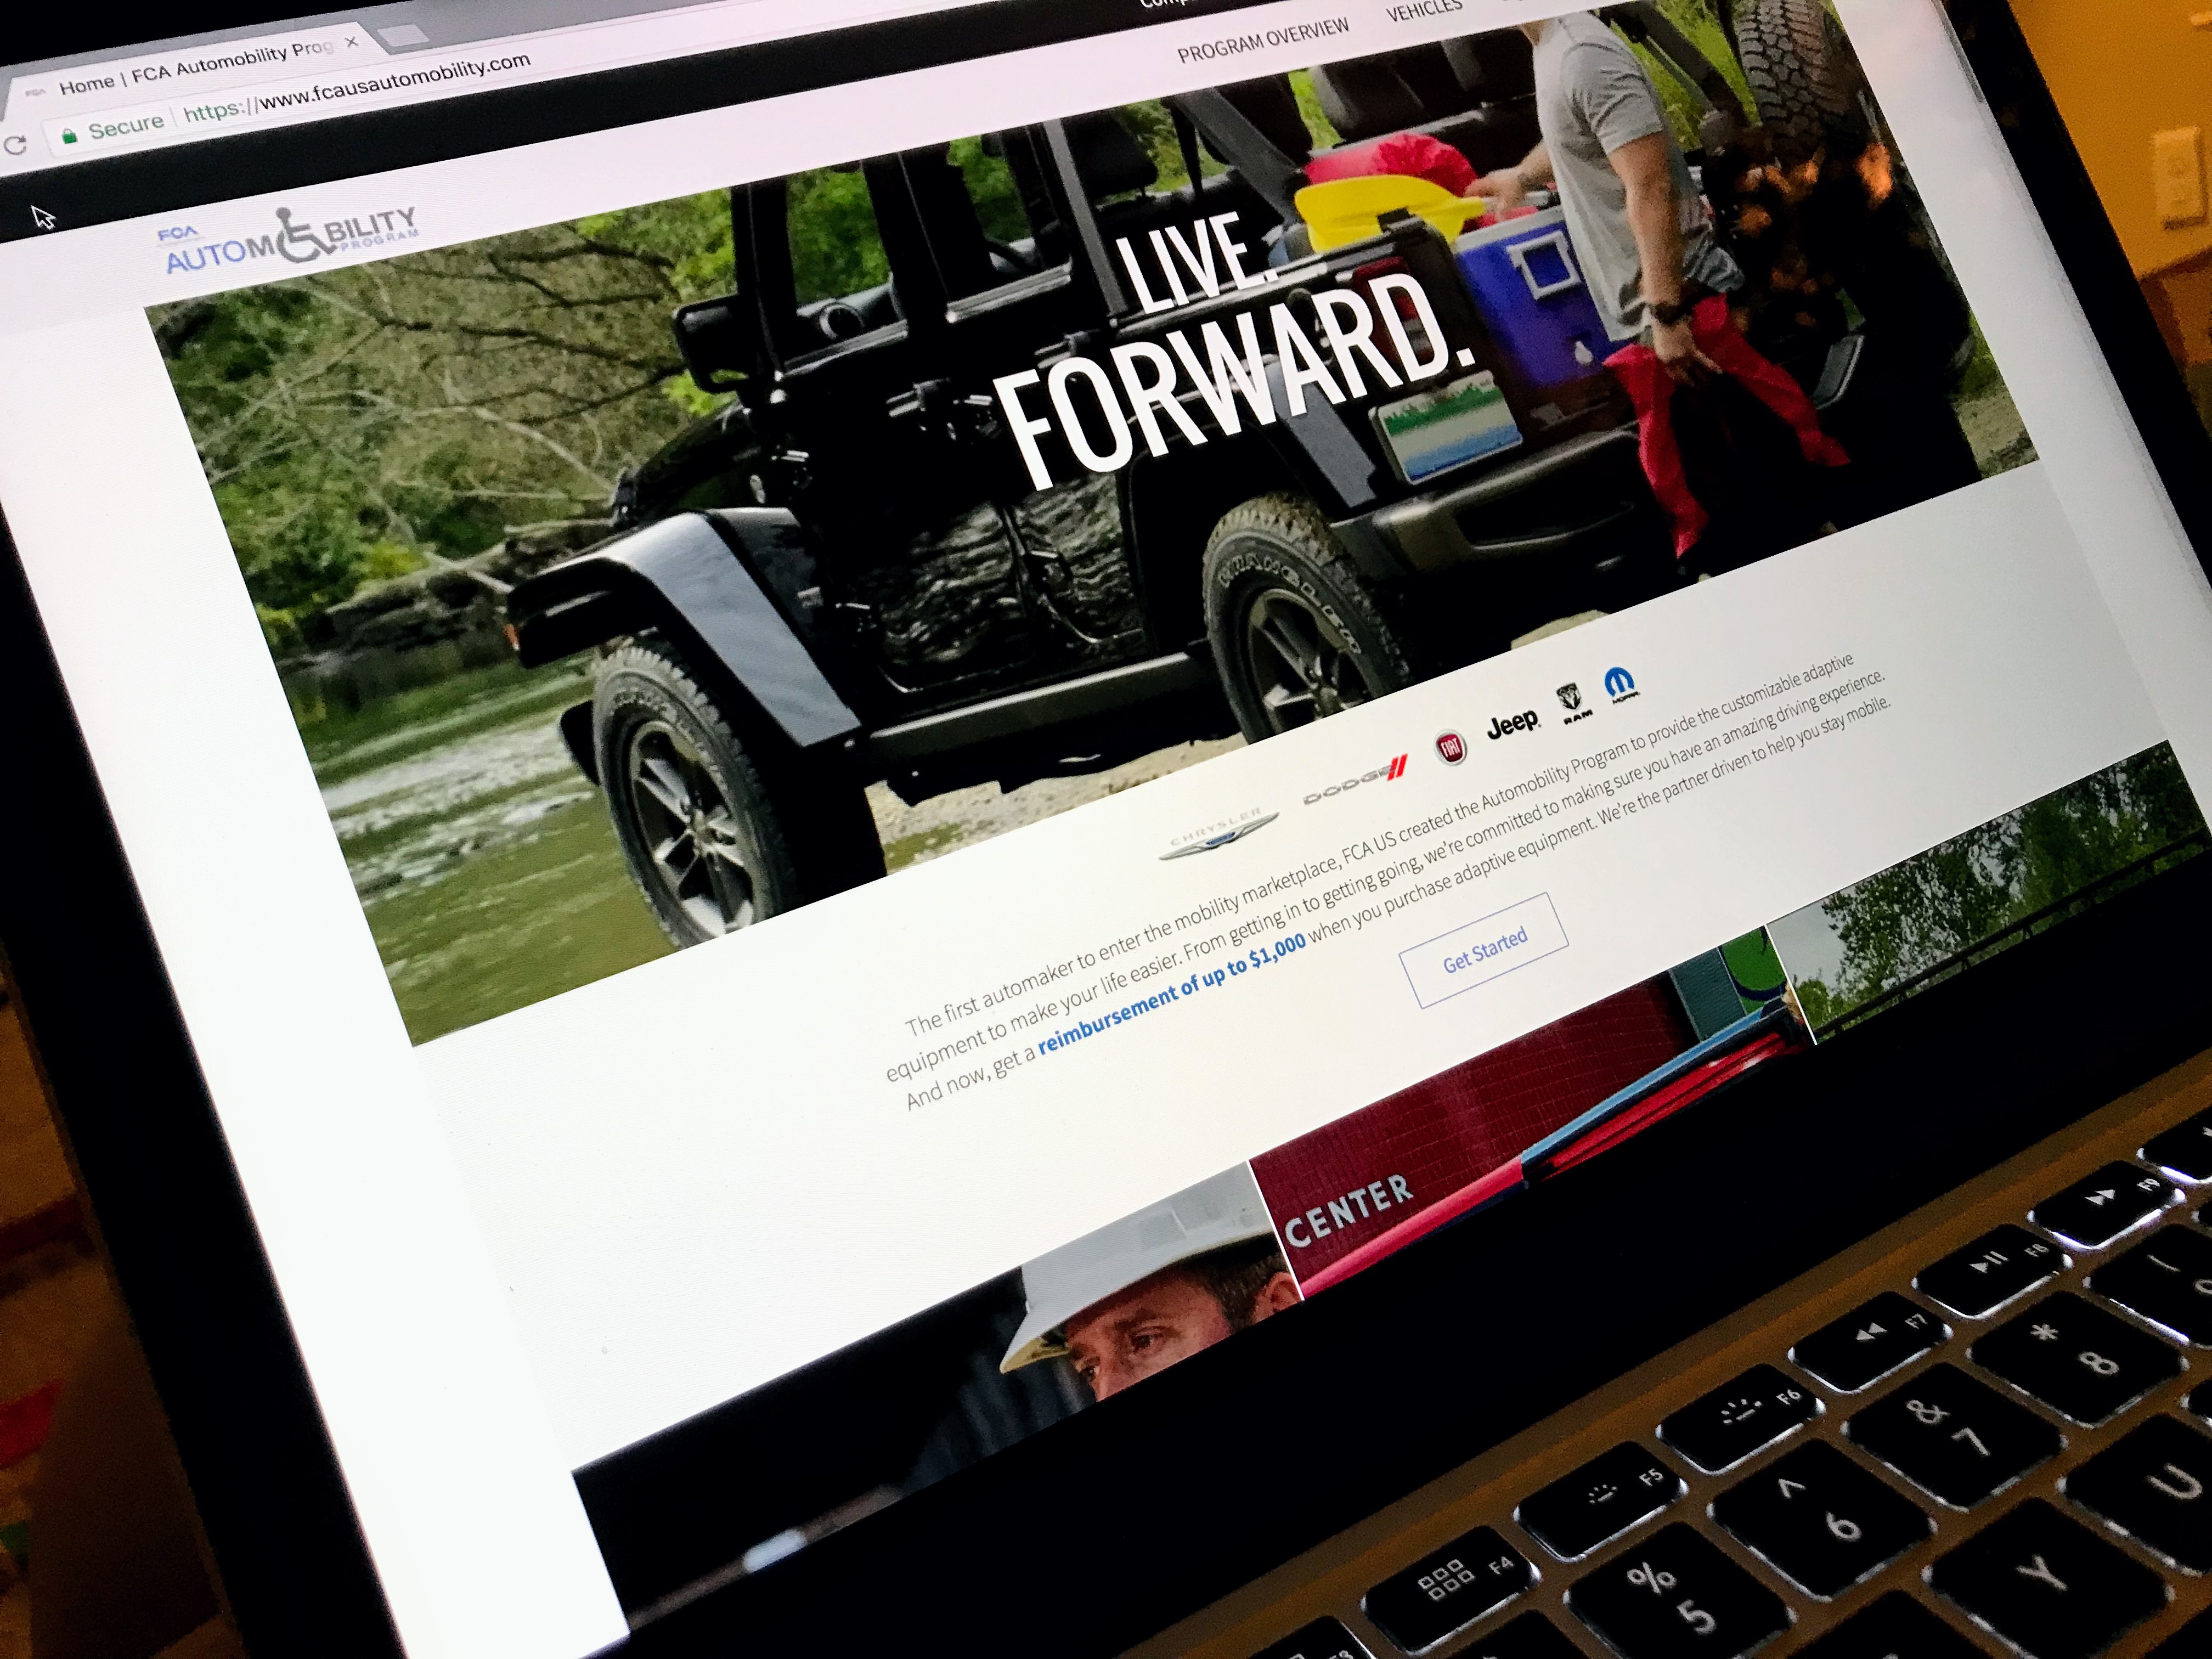 Home | FCA Automobility Prog
Secure https://www.fcausautomobility.com
PROGRAM OVERVIEW VEHICLES
FCA
AUTOMBILITY
PROGRAM
LIVE.
FORWARD.
WRANGLER
CHRYSLER DODGE FIAT Jeep RAM MOPAR
The first automaker to enter the mobility marketplace, FCA US created the Automobility Program to provide the customizable adaptive
equipment to make your life easier. From getting in to getting going, we're committed to making sure you have an amazing driving experience.
And now, get a reimbursement of up to $1,000 when you purchase adaptive equipment. We're the partner driven to help you stay mobile.
Get Started
CENTER
F3 F4 F5 F6 F7 F8 F9
% 5 ^ 6 & 7 * 8 (
Y U